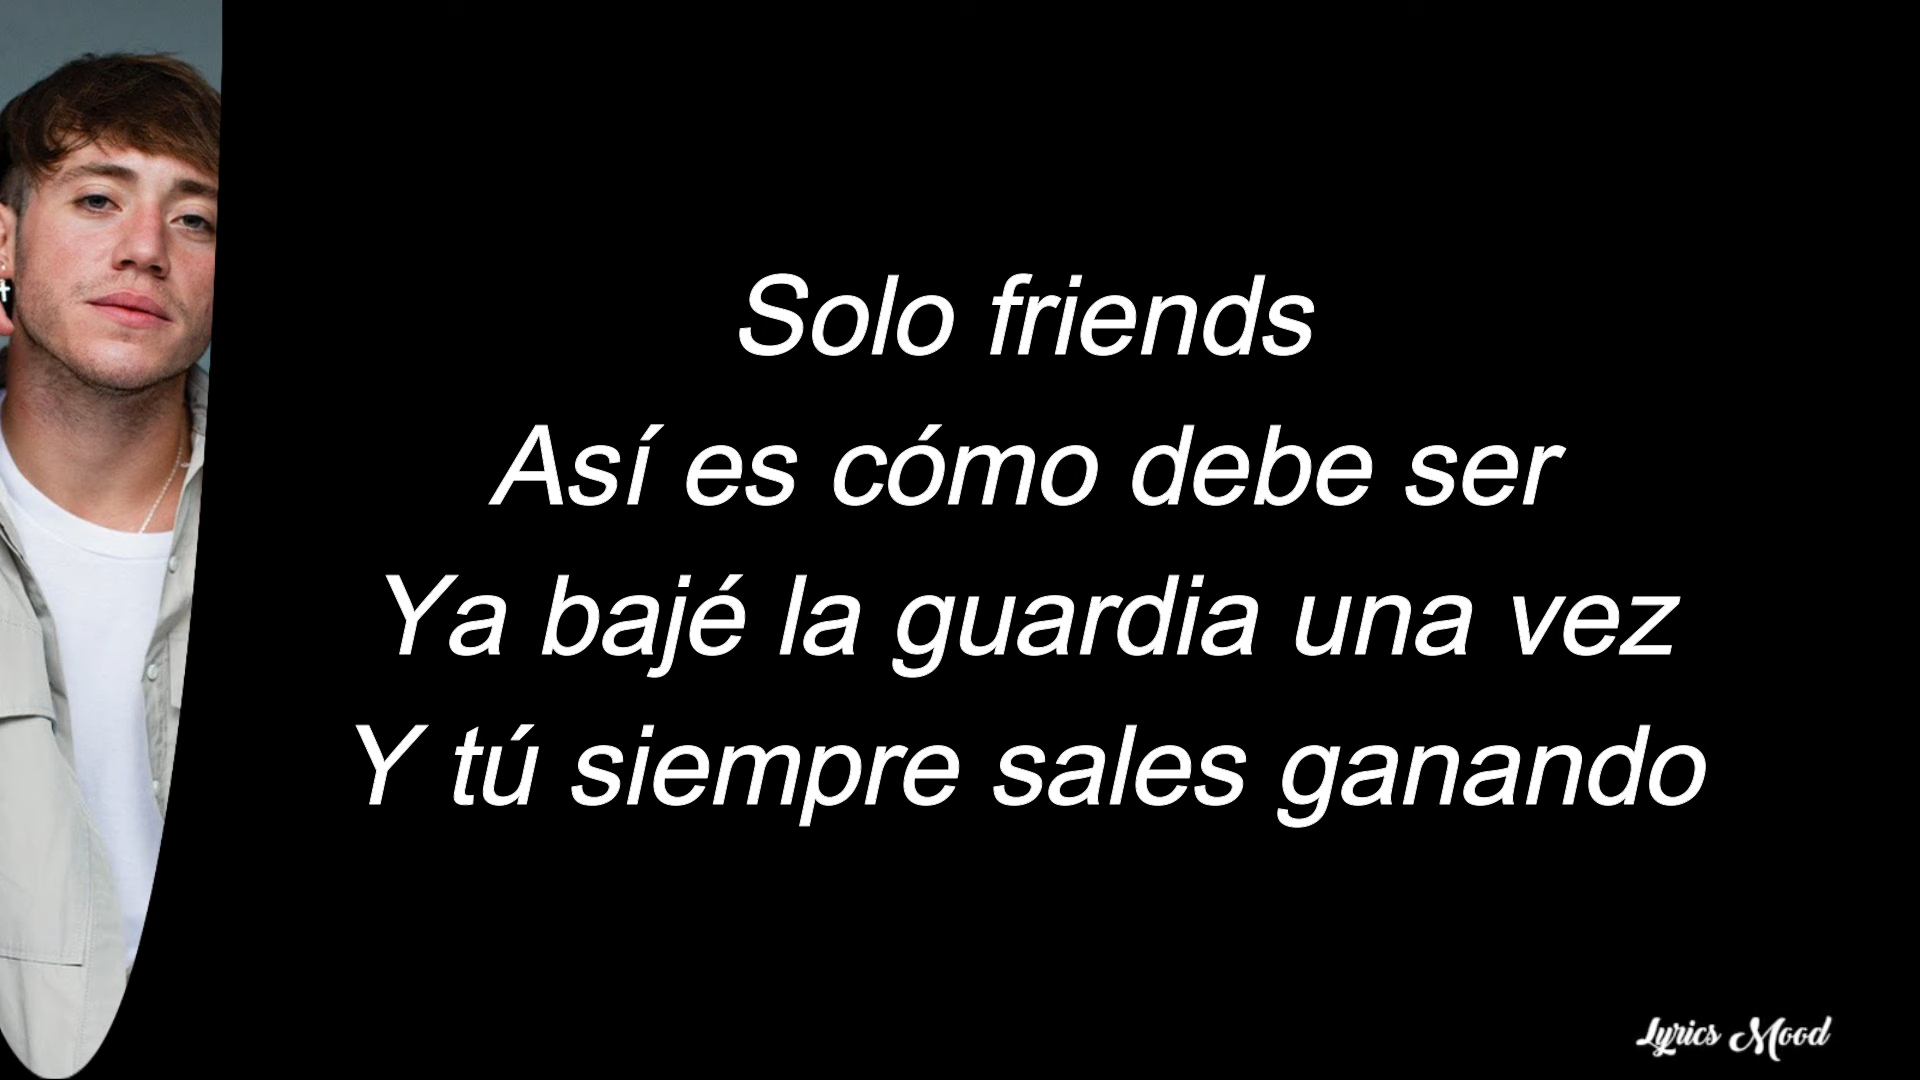 Solo friends
Así es cómo debe ser
Ya bajé la guardia una vez
Y tú siempre sales ganando
Lyrics Mood